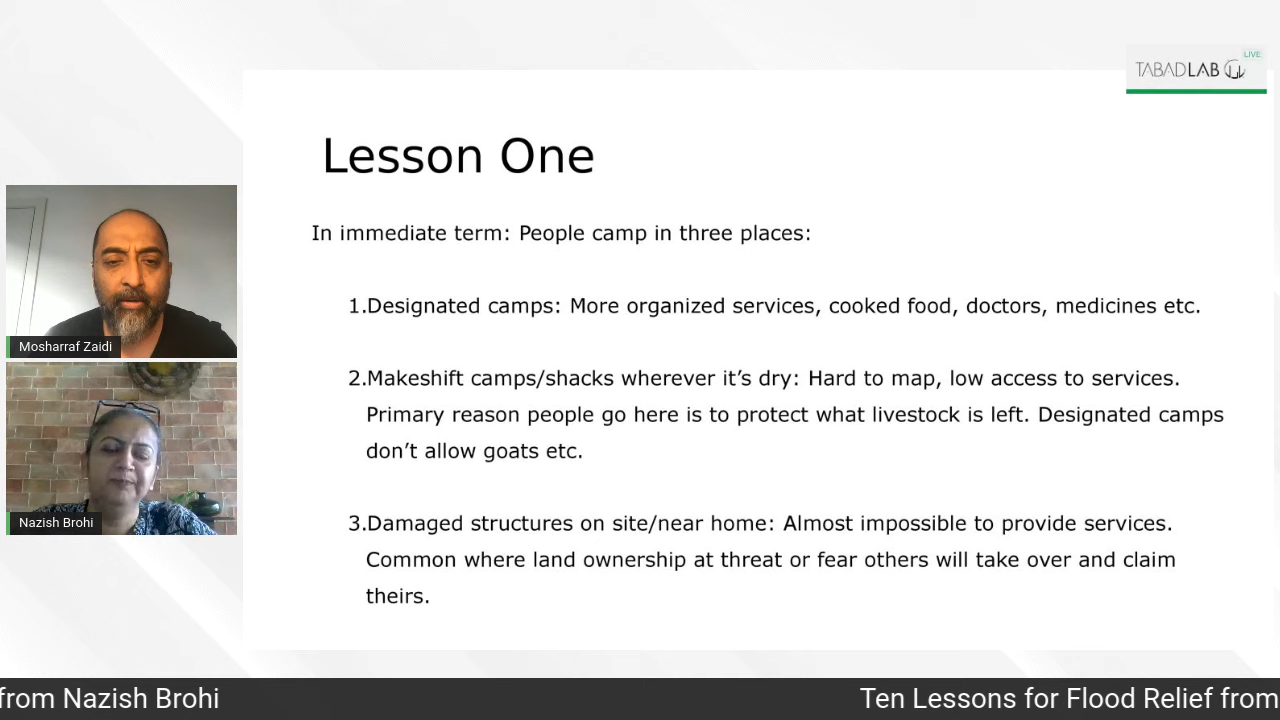 LIVE
TABADLAB
Lesson One
In immediate term: People camp in three places:
1.Designated camps: More organized services, cooked food, doctors, medicines etc.
2.Makeshift camps/shacks wherever it’s dry: Hard to map, low access to services.
Primary reason people go here is to protect what livestock is left. Designated camps
don’t allow goats etc.
3.Damaged structures on site/near home: Almost impossible to provide services.
Common where land ownership at threat or fear others will take over and claim
theirs.
Mosharraf Zaidi
Nazish Brohi
from Nazish Brohi
Ten Lessons for Flood Relief from